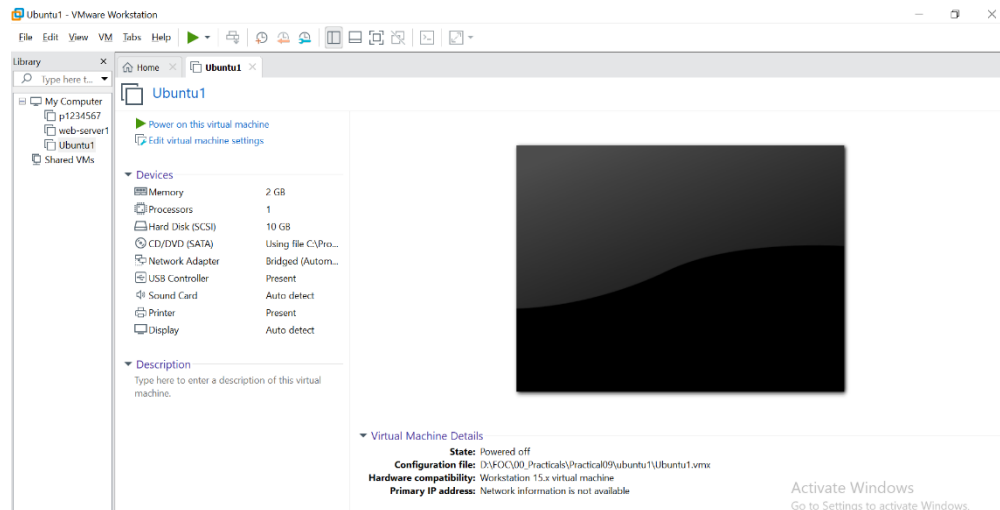 Ubuntu1 - VMware Workstation
File Edit View VM Tabs Help
Library
Type here t...
Home
Ubuntu1
My Computer
p1234567
web-server1
Ubuntu1
Shared VMs
Ubuntu1
Power on this virtual machine
Edit virtual machine settings
Devices
Memory 2 GB
Processors 1
Hard Disk (SCSI) 10 GB
CD/DVD (SATA) Using file C:\Pro...
Network Adapter Bridged (Autom...
USB Controller Present
Sound Card Auto detect
Printer Present
Display Auto detect
Description
Type here to enter a description of this virtual
machine.
Virtual Machine Details
State: Powered off
Configuration file: D:\FOC\00_Practicals\Practical09\ubuntu1\Ubuntu1.vmx
Hardware compatibility: Workstation 15.x virtual machine
Primary IP address: Network information is not available
Activate Windows
Go to Settings to activate Windows.